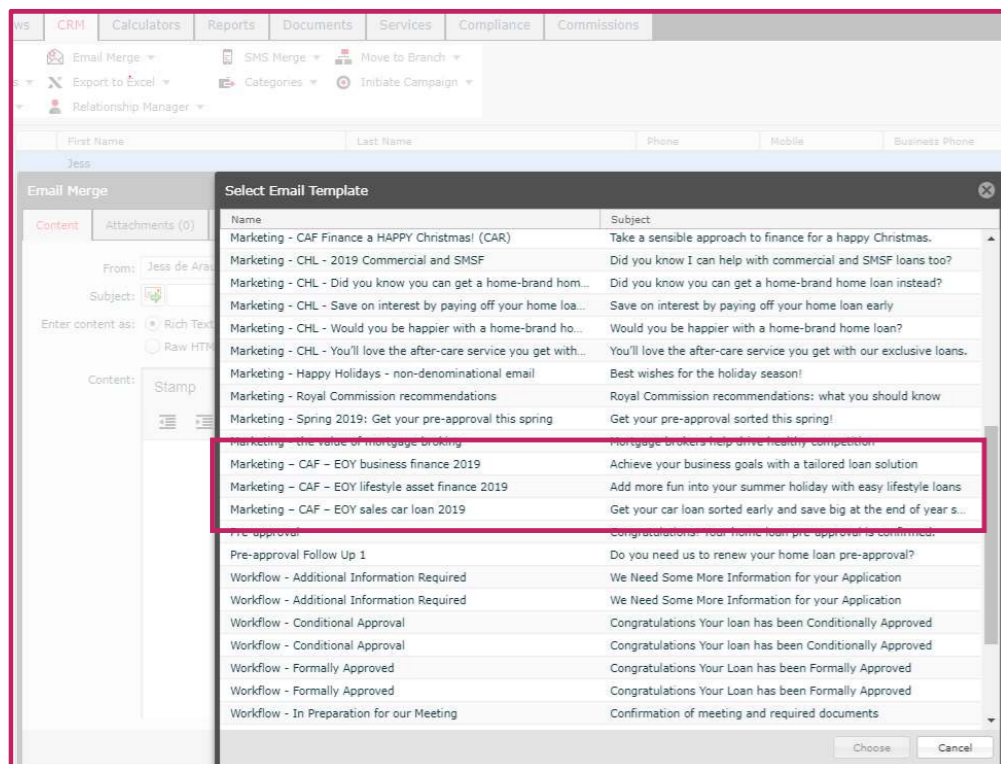 ws CRM Calculators Reports Documents Services Compliance Commissions
Email Merge SMS Merge Move to Branch
s Export to Excel Categories Initiate Campaign
Relationship Manager
First Name Last Name Phone Mobile Business Phone
Jess
Email Merge Select Email Template
Content Attachments (0) Name Subject
Marketing - CAF Finance a HAPPY Christmas! (CAR) Take a sensible approach to finance for a happy Christmas.
Marketing - CHL - 2019 Commercial and SMSF Did you know I can help with commercial and SMSF loans too?
From: Jess de Arau Marketing - CHL - Did you know you can get a home-brand hom... Did you know you can get a home-brand home loan instead?
Subject: Marketing - CHL - Save on interest by paying off your home loa... Save on interest by paying off your home loan early
Enter content as: Rich Text Marketing - CHL - Would you be happier with a home-brand ho... Would you be happier with a home-brand home loan?
Raw HTM Marketing - CHL - You'll love the after-care service you get with... You'll love the after-care service you get with our exclusive loans.
Content: Stamp Marketing - Happy Holidays - non-denominational email Best wishes for the holiday season!
Marketing - Royal Commission recommendations Royal Commission recommendations: what you should know
Marketing - Spring 2019: Get your pre-approval this spring Get your pre-approval sorted this spring!
Marketing - the value of mortgage broking Mortgage brokers help drive healthy competition
Marketing – CAF – EOY business finance 2019 Achieve your business goals with a tailored loan solution
Marketing – CAF – EOY lifestyle asset finance 2019 Add more fun into your summer holiday with easy lifestyle loans
Marketing – CAF – EOY sales car loan 2019 Get your car loan sorted early and save big at the end of year s...
Pre-approval Congratulations! Your home loan pre-approval is confirmed.
Pre-approval Follow Up 1 Do you need us to renew your home loan pre-approval?
Workflow - Additional Information Required We Need Some More Information for your Application
Workflow - Additional Information Required We Need Some More Information for your Application
Workflow - Conditional Approval Congratulations Your loan has been Conditionally Approved
Workflow - Conditional Approval Congratulations Your loan has been Conditionally Approved
Workflow - Formally Approved Congratulations Your Loan has been Formally Approved
Workflow - Formally Approved Congratulations Your Loan has been Formally Approved
Workflow - In Preparation for our Meeting Confirmation of meeting and required documents
Choose Cancel